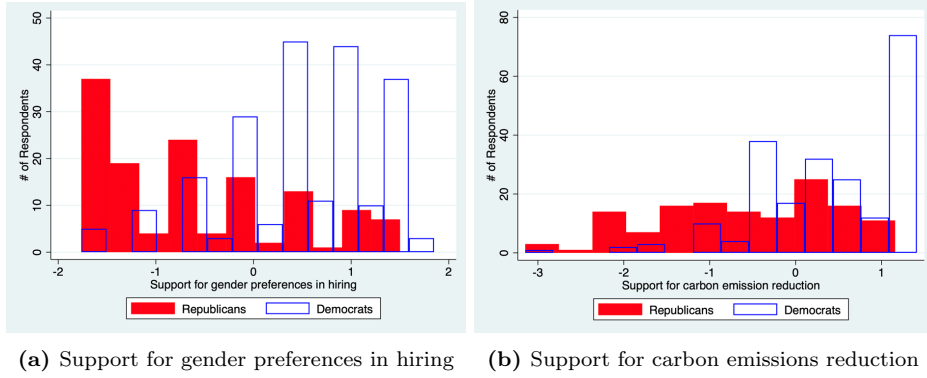 50
40
30
20
10
0
# of Respondents
-2
-1
0
1
2
Support for gender preferences in hiring
Republicans
Democrats
80
60
40
20
0
# of Respondents
-3
-2
-1
0
1
Support for carbon emission reduction
Republicans
Democrats
(a) Support for gender preferences in hiring
(b) Support for carbon emissions reduction